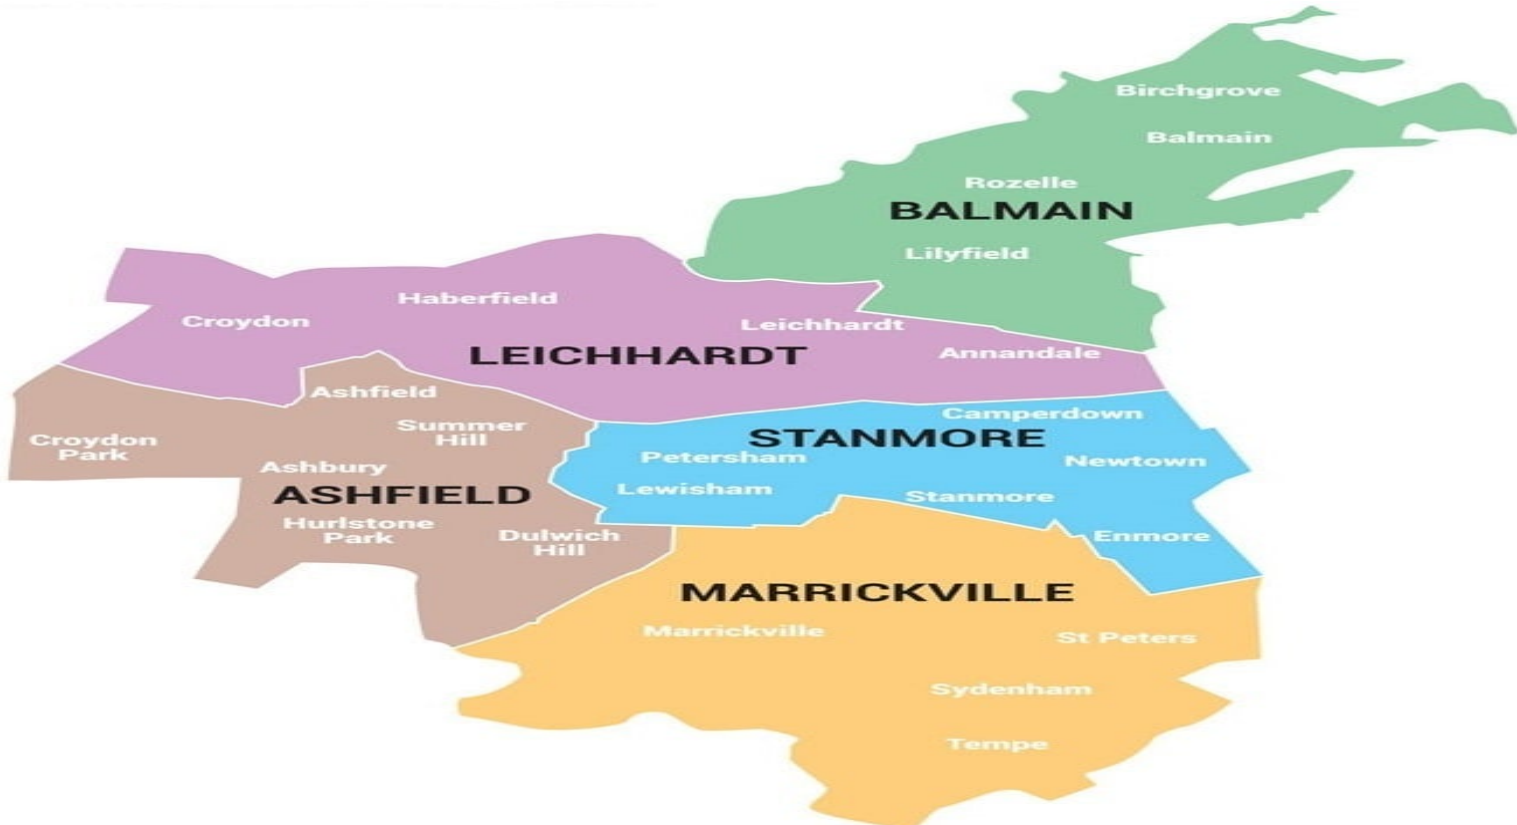 Birchgrove
Balmain
Rozelle
BALMAIN
Lilyfield
Haberfield
Croydon
Leichhardt
LEICHHARDT
Annandale
Ashfield
Summer
Hill
Croydon
Park
Ashbury
ASHFIELD
Hurlstone
Park
Dulwich
Hill
Camperdown
STANMORE
Petersham
Newtown
Lewisham
Stanmore
Enmore
MARRICKVILLE
Marrickville
St Peters
Sydenham
Tempe